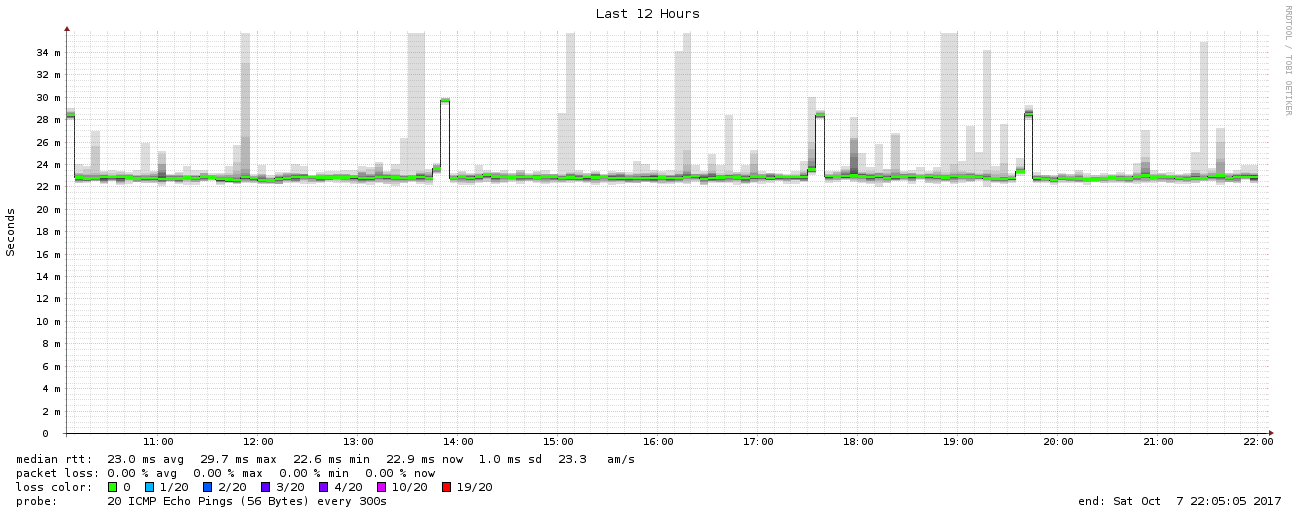 Last 12 Hours
RRDTOOL / TOBI OETIKER
Seconds
34 m
32 m
30 m
28 m
26 m
24 m
22 m
20 m
18 m
16 m
14 m
12 m
10 m
8 m
6 m
4 m
2 m
0
11:00 12:00 13:00 14:00 15:00 16:00 17:00 18:00 19:00 20:00 21:00 22:00
median rtt: 23.0 ms avg 29.7 ms max 22.6 ms min 22.9 ms now 1.0 ms sd 23.3 am/s
packet loss: 0.00 % avg 0.00 % max 0.00 % min 0.00 % now
loss color: 0 1/20 2/20 3/20 4/20 10/20 19/20
probe: 20 ICMP Echo Pings (56 Bytes) every 300s end: Sat Oct 7 22:05:05 2017